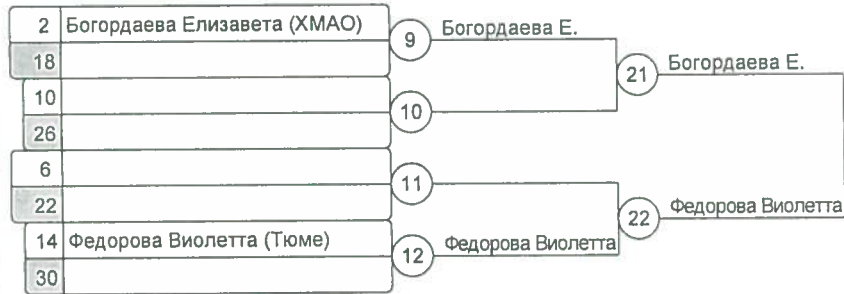 2 Богордаева Елизавета (ХМАО)
18
9 Богордаева Е.
10
26
10
21 Богордаева Е.
6
22
11
22 Федорова Виолетта
14 Федорова Виолетта (Тюме)
30
12 Федорова Виолетта